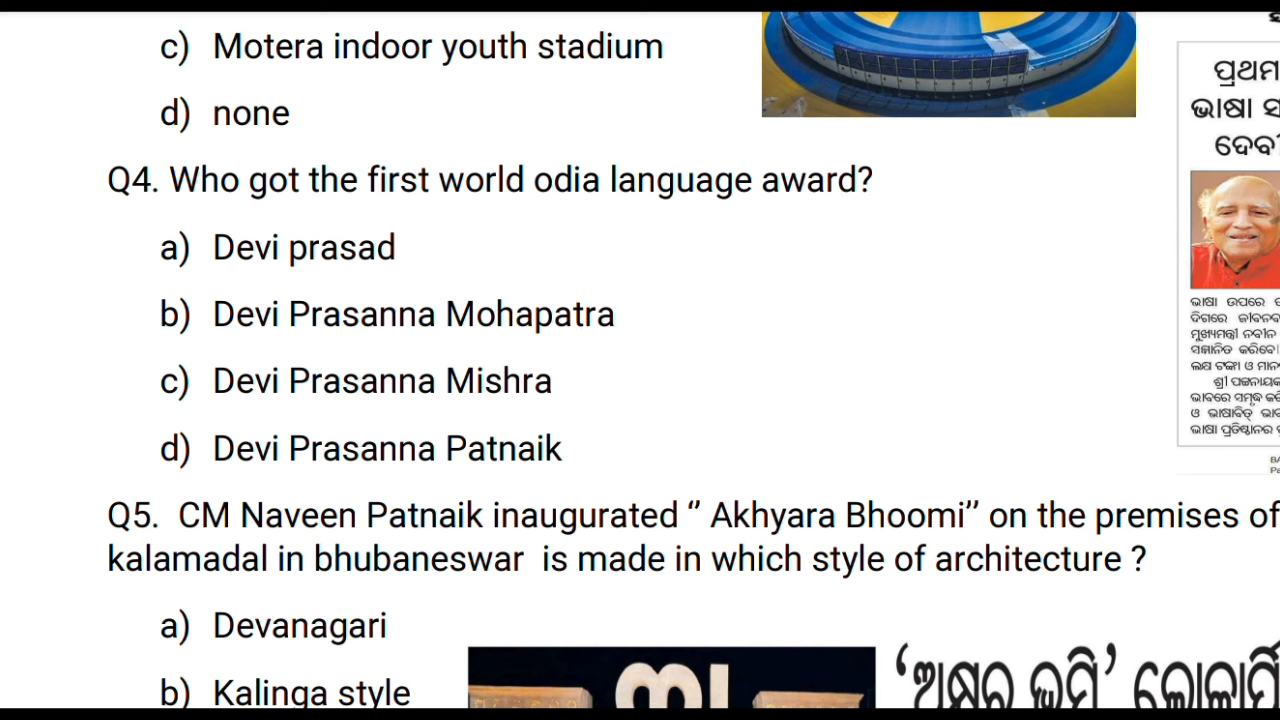 c) Motera indoor youth stadium
d) none
Q4. Who got the first world odia language award?
a) Devi prasad
b) Devi Prasanna Mohapatra
c) Devi Prasanna Mishra
d) Devi Prasanna Patnaik
Q5. CM Naveen Patnaik inaugurated ‘’ Akhyara Bhoomi’’ on the premises of
kalamadal in bhubaneswar is made in which style of architecture ?
a) Devanagari
b) Kalinga style
ପ୍ରଥମ
ଭାଷା ସ
ଦେବୀ
ଭାଷା ଉପରେ
ଦିଗରେ
ମୁଖ୍ୟମନ୍ତ୍ରୀ ନବୀନ
ସମ୍ମାନିତ କରିବେ।
ଲକ୍ଷ ଟଙ୍କା ଓ
ଶ୍ରୀ ପଟ୍ଟନାୟକ
ଭାବରେ ସମୃଦ୍ଧ
ଓ ଭାଷାବିତ୍
ଭାଷା ପ୍ରତିଷ୍ଠାନର
‘ଅକ୍ଷର ଭୂମି’ ଲୋକାର୍ପି